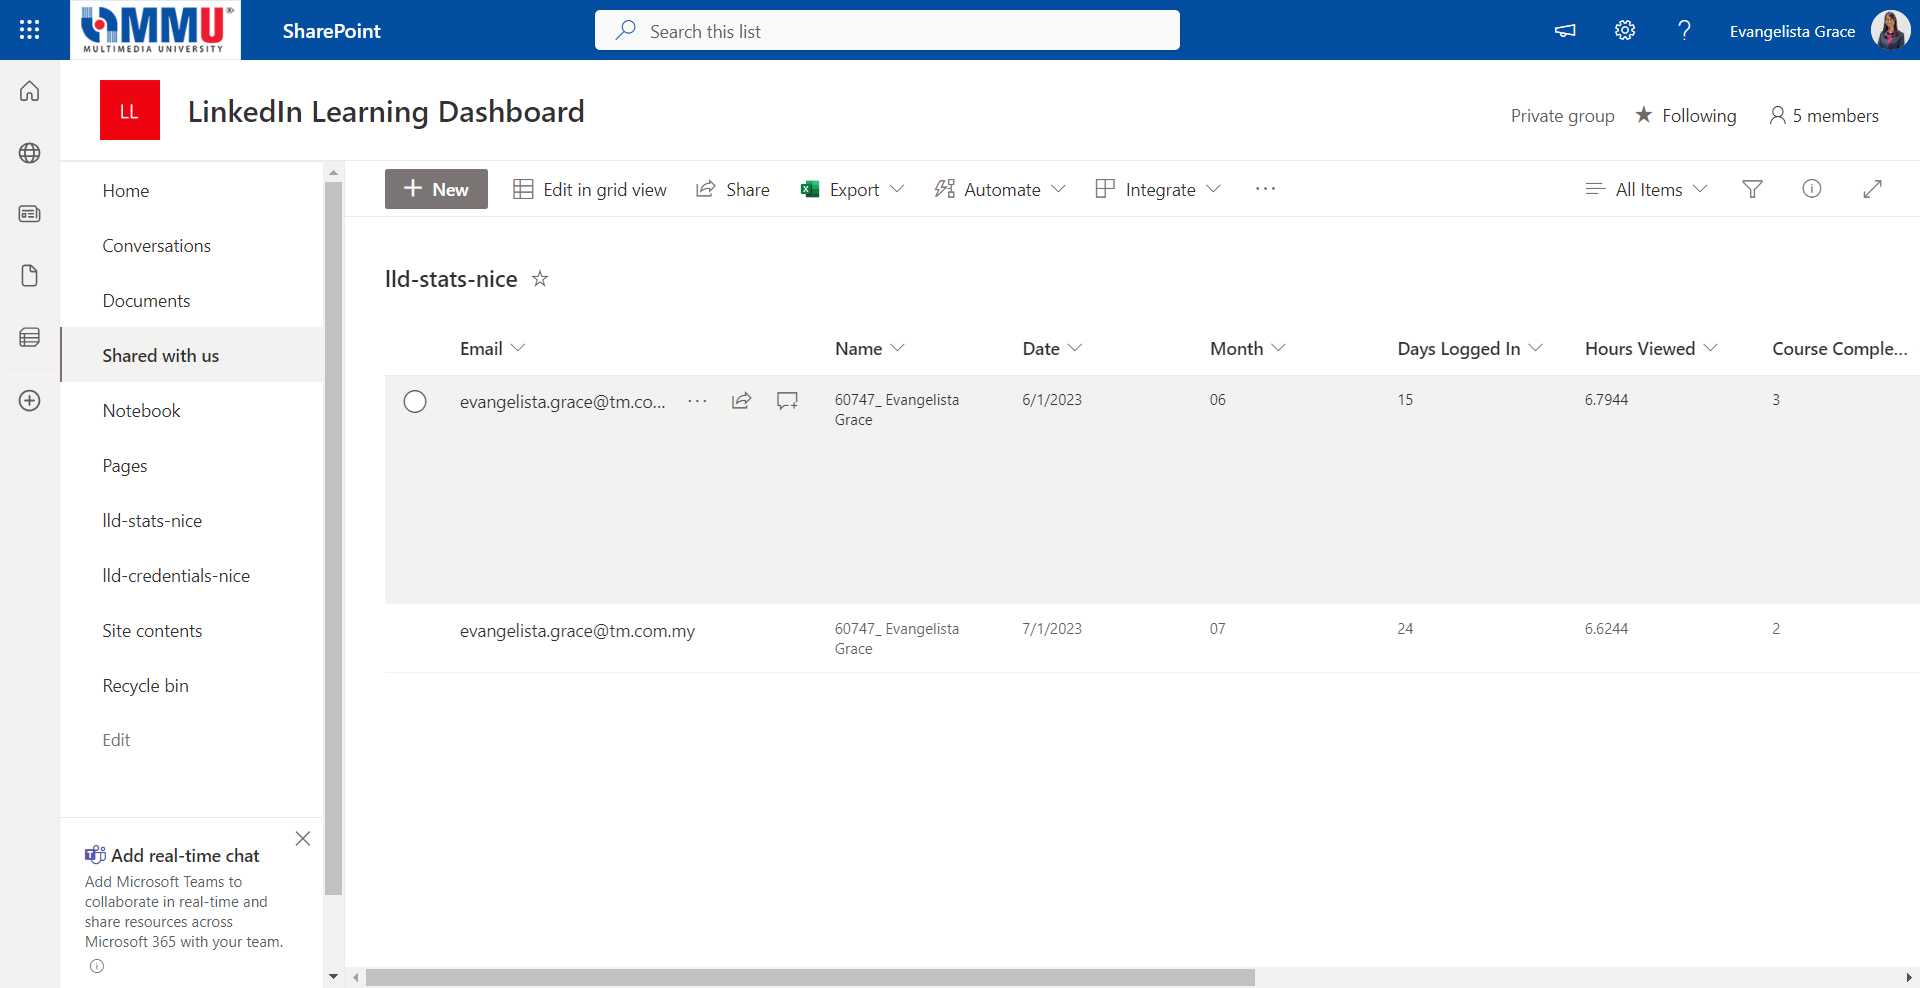 MMU®
MULTIMEDIA UNIVERSITY
SharePoint
Search this list
Evangelista Grace
LL
LinkedIn Learning Dashboard
Private group
Following
5 members
Home
Conversations
Documents
Shared with us
Notebook
Pages
lld-stats-nice
lld-credentials-nice
Site contents
Recycle bin
Edit
Add real-time chat
Add Microsoft Teams to
collaborate in real-time and
share resources across
Microsoft 365 with your team.
New
Edit in grid view
Share
Export
Automate
Integrate
...
All Items
lld-stats-nice
Email Name Date Month Days Logged In Hours Viewed Course Comple...
evangelista.grace@tm.co... ... 60747_ Evangelista 6/1/2023 06 15 6.7944 3
Grace
evangelista.grace@tm.com.my 60747_ Evangelista 7/1/2023 07 24 6.6244 2
Grace